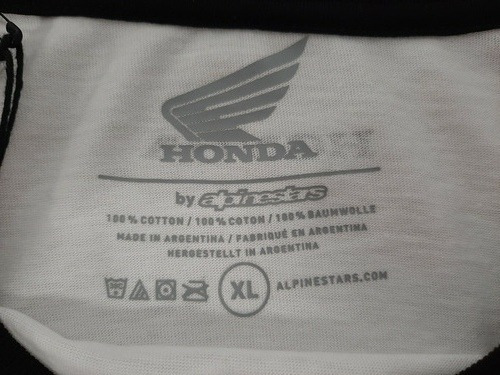 HONDA
by alpinestars
100% COTTON / 100% COTON / 100% BAUMWOLLE
MADE IN ARGENTINA / FABRIQUÉ EN ARGENTINA
HERGESTELLT IN ARGENTINA
XL ALPINESTARS.COM